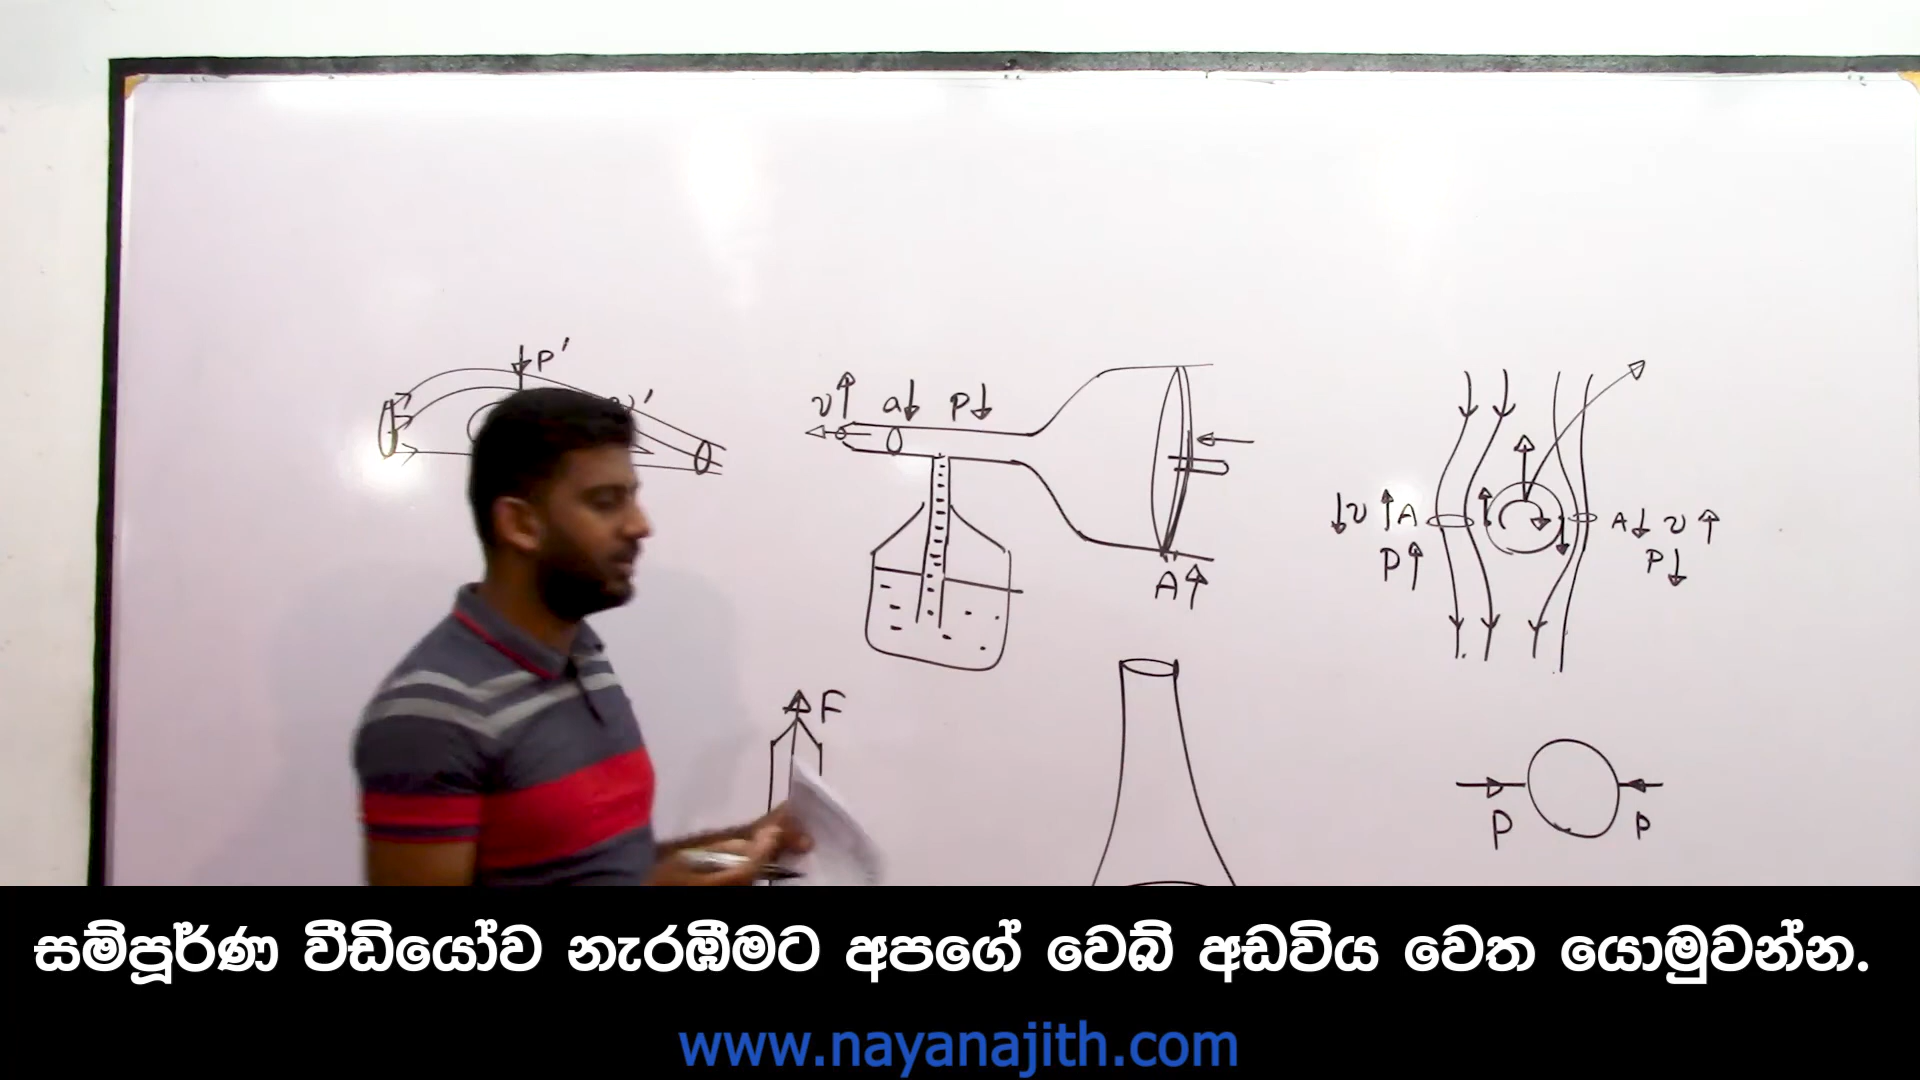 P'
v↑ a↓ P↓
A↑
↓v ↑A
P↑
A↓ v↑
P↓
F
P
P
සම්පූර්ණ වීඩියෝව නැරඹීමට අපගේ වෙබ් අඩවිය වෙත යොමුවන්න.
www.nayanajith.com